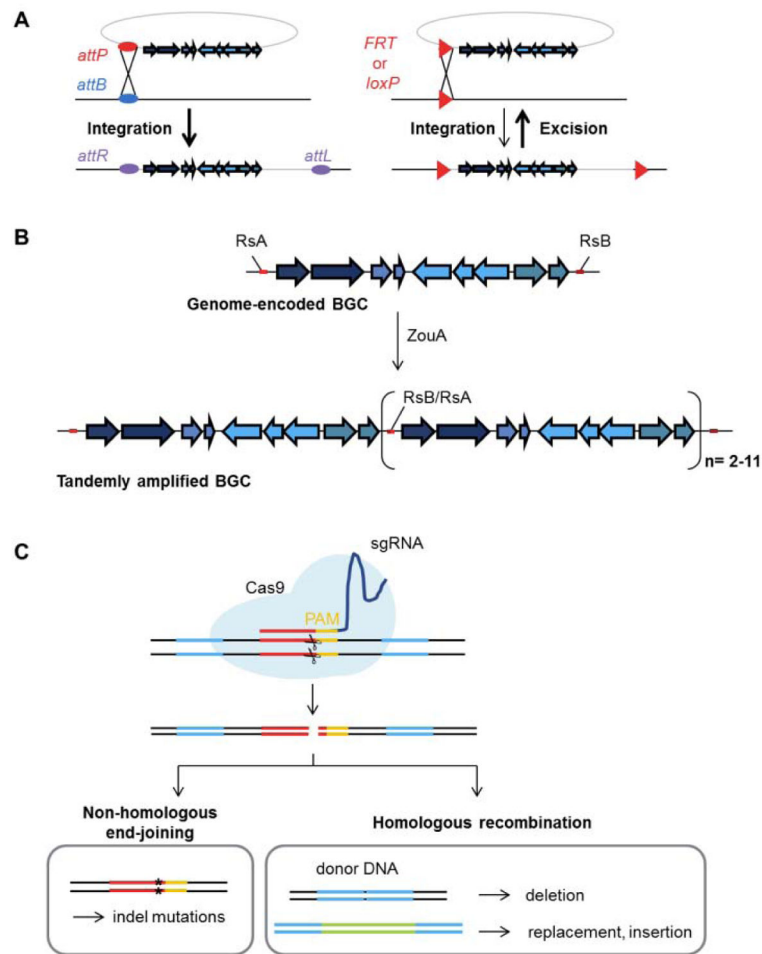 A
attP
attB
Integration
attR
attL
FRT
or
loxP
Integration
Excision
B
RsA
RsB
Genome-encoded BGC
ZouA
RsB/RsA
Tandemly amplified BGC
n= 2-11
C
sgRNA
Cas9
PAM
Non-homologous
end-joining
Homologous recombination
indel mutations
donor DNA
deletion
replacement, insertion